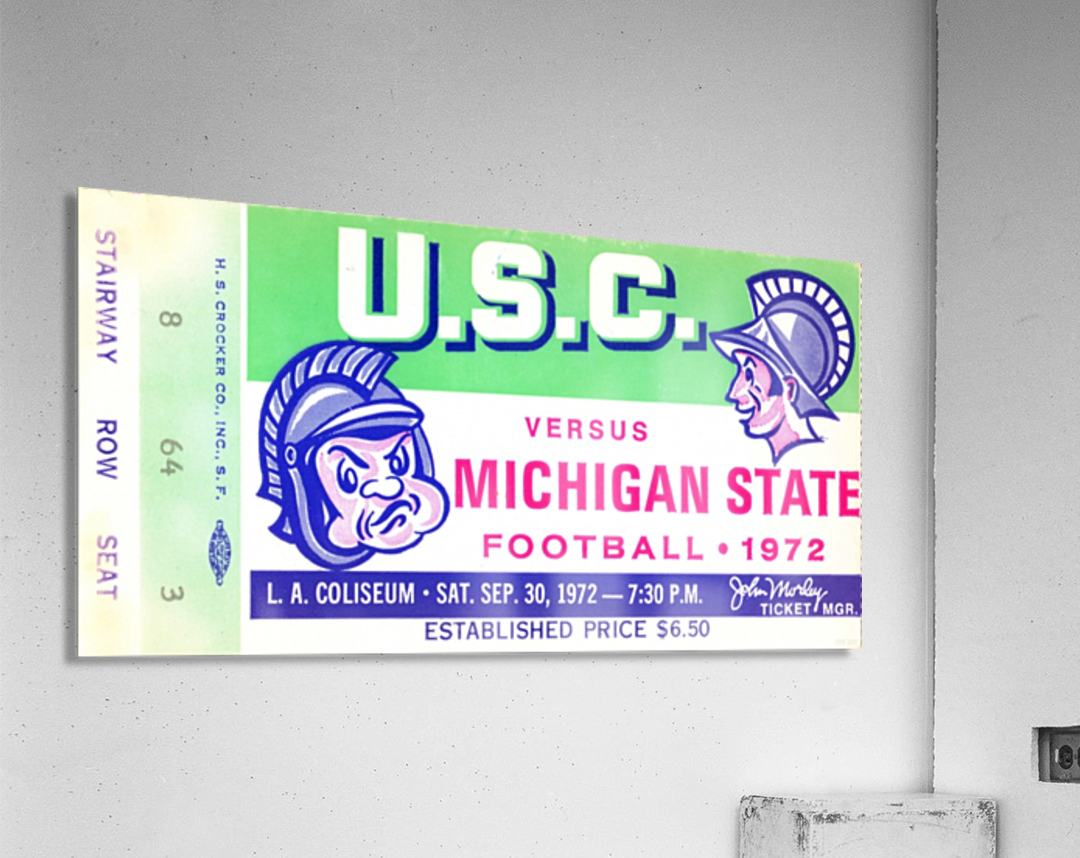 STAIRWAY 8
ROW 64
SEAT 3
H. S. CROCKER CO., INC., S. F.
U.S.C.
VERSUS
MICHIGAN STATE
FOOTBALL • 1972
L. A. COLISEUM • SAT. SEP. 30, 1972 — 7:30 P.M.
John Morley
TICKET MGR.
ESTABLISHED PRICE $6.50